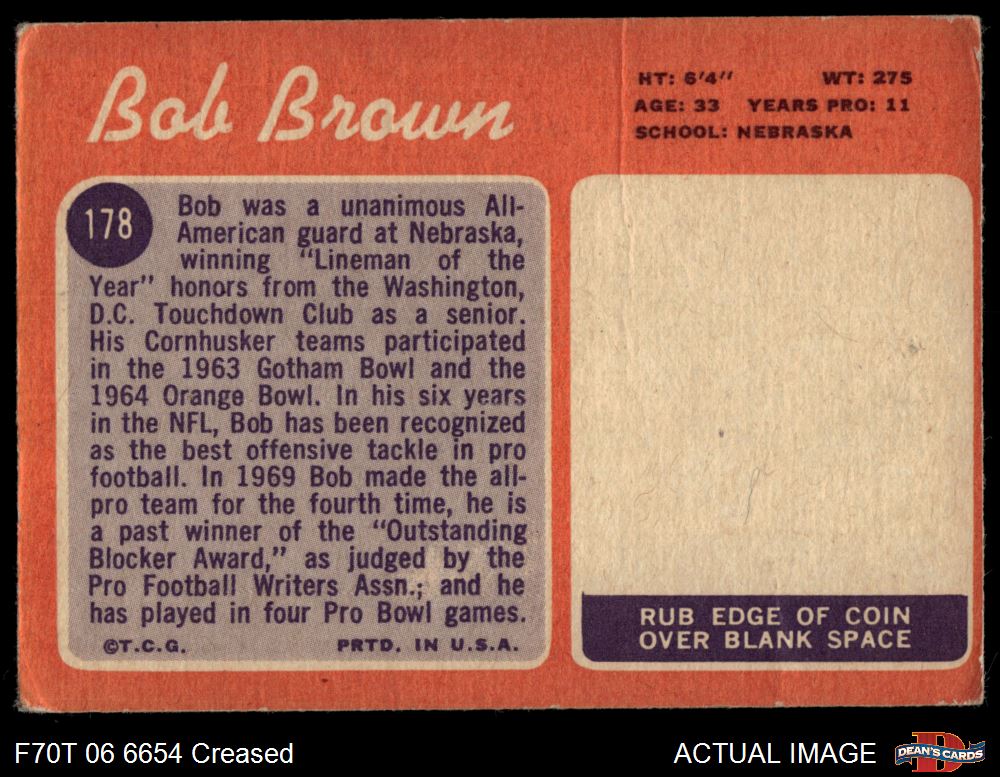 Bob Brown
HT: 6'4" WT: 275
AGE: 33 YEARS PRO: 11
SCHOOL: NEBRASKA
178
Bob was a unanimous All-
American guard at Nebraska,
winning "Lineman of the
Year" honors from the Washington,
D.C. Touchdown Club as a senior.
His Cornhusker teams participated
in the 1963 Gotham Bowl and the
1964 Orange Bowl. In his six years
in the NFL, Bob has been recognized
as the best offensive tackle in pro
football. In 1969 Bob made the all-
pro team for the fourth time, he is
a past winner of the "Outstanding
Blocker Award," as judged by the
Pro Football Writers Assn.; and he
has played in four Pro Bowl games.
©T.C.G. PRTD. IN U.S.A.
RUB EDGE OF COIN
OVER BLANK SPACE
F70T 06 6654 Creased
ACTUAL IMAGE
D
DEAN'S CARDS